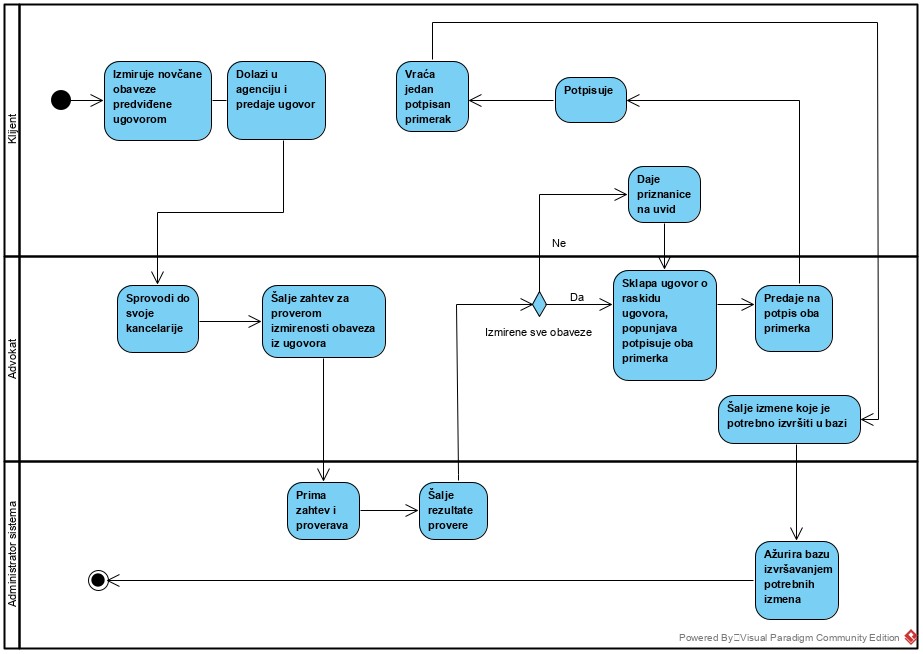 Klijent
Izmiruje novčane
obaveze
predviđene
ugovorom
Dolazi u
agenciju i
predaje ugovor
Vraća
jedan
potpisan
primerak
Potpisuje
Daje
priznanice
na uvid
Ne
Advokat
Sprovodi do
svoje
kancelarije
Šalje zahtev za
proverom
izmirenosti obaveza
iz ugovora
Da
Izmirene sve obaveze
Sklapa ugovor o
raskidu
ugovora,
popunjava
potpisuje oba
primerka
Predaje na
potpis oba
primerka
Šalje izmene koje je
potrebno izvršiti u bazi
Administrator sistema
Prima
zahtev i
proverava
Šalje
rezultate
provere
Ažurira bazu
izvršavanjem
potrebnih
izmena
Powered By Visual Paradigm Community Edition